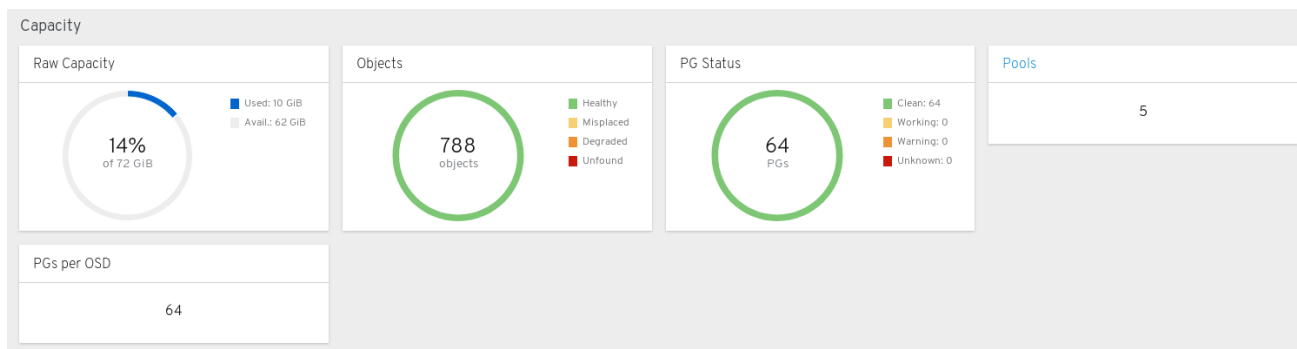 Capacity
Raw Capacity
14%
of 72 GiB
Used: 10 GiB
Avail.: 62 GiB
Objects
788
objects
Healthy
Misplaced
Degraded
Unfound
PG Status
64
PGs
Clean: 64
Working: 0
Warning: 0
Unknown: 0
Pools
5
PGs per OSD
64